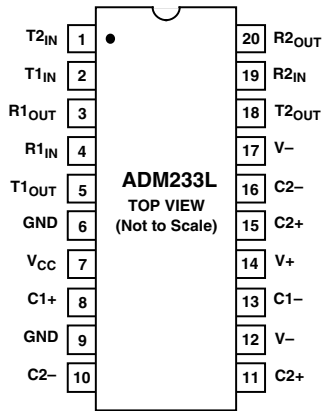 T2IN 1 20 R2OUT
T1IN 2 19 R2IN
R1OUT 3 18 T2OUT
R1IN 4 17 V–
T1OUT 5 ADM233L 16 C2–
TOP VIEW
GND 6 (Not to Scale) 15 C2+
VCC 7 14 V+
C1+ 8 13 C1–
GND 9 12 V–
C2– 10 11 C2+